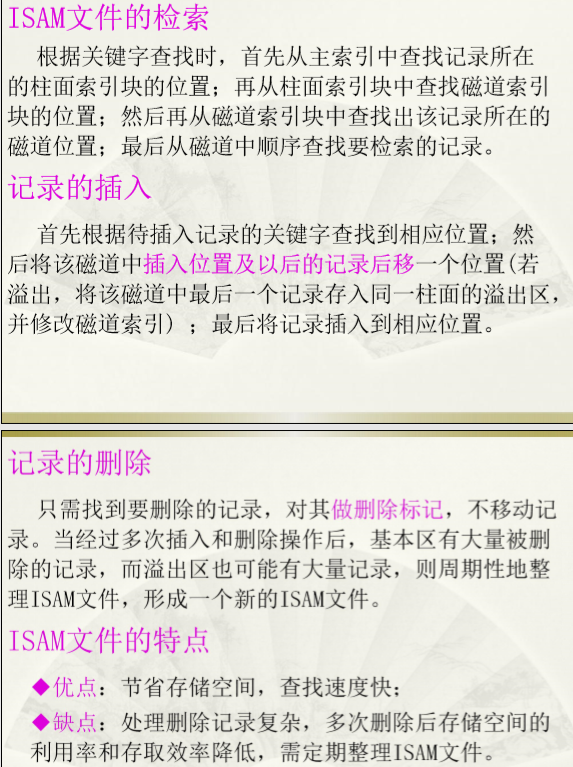 ISAM文件的检索
根据关键字查找时，首先从主索引中查找记录所在
的柱面索引块的位置；再从柱面索引块中查找磁道索引
块的位置；然后再从磁道索引块中查找出该记录所在的
磁道位置；最后从磁道中顺序查找要检索的记录。
记录的插入
首先根据待插入记录的关键字查找到相应位置；然
后将该磁道中插入位置及以后的记录后移一个位置(若
溢出，将该磁道中最后一个记录存入同一柱面的溢出区，
并修改磁道索引) ；最后将记录插入到相应位置。
记录的删除
只需找到要删除的记录，对其做删除标记，不移动记
录。当经过多次插入和删除操作后，基本区有大量被删
除的记录，而溢出区也可能有大量记录，则周期性地整
理ISAM文件，形成一个新的ISAM文件。
ISAM文件的特点
◆优点：节省存储空间，查找速度快；
◆缺点：处理删除记录复杂，多次删除后存储空间的
利用率和存取效率降低，需定期整理ISAM文件。